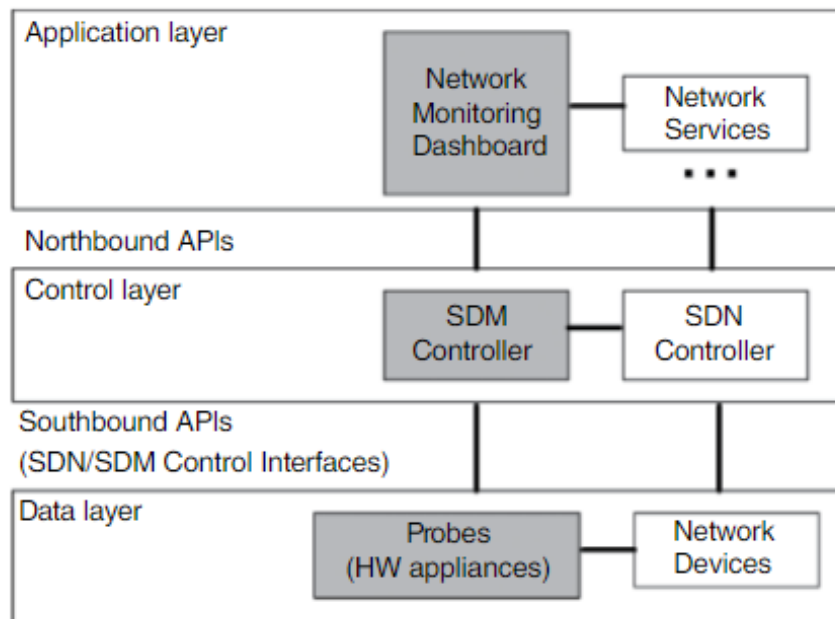 Application layer
Network
Monitoring
Dashboard
Network
Services
...
Northbound APIs
Control layer
SDM
Controller
SDN
Controller
Southbound APIs
(SDN/SDM Control Interfaces)
Data layer
Probes
(HW appliances)
Network
Devices